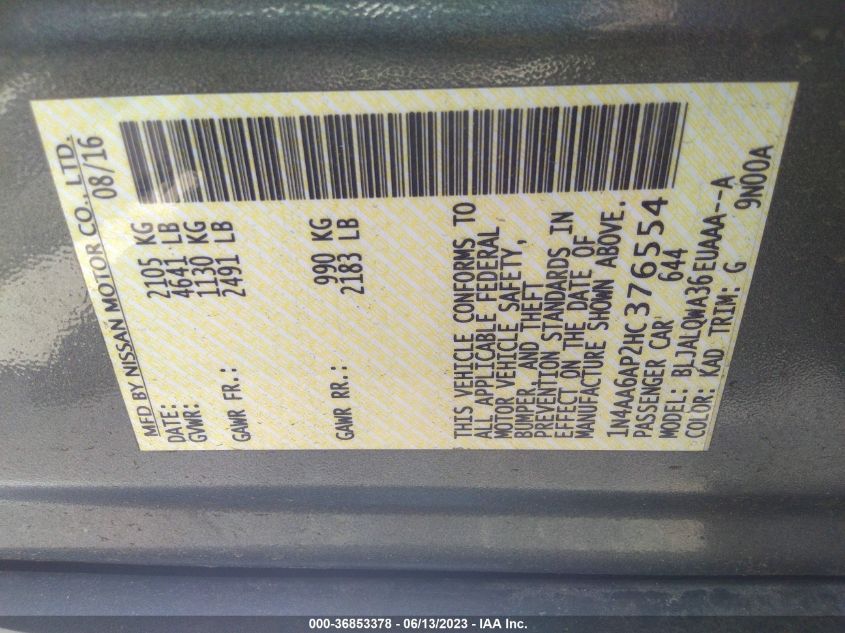 MFD BY NISSAN MOTOR CO., LTD.
DATE: 08/16
GVWR: 2105 KG
4641 LB
GAWR FR.: 1130 KG
2491 LB
GAWR RR.: 990 KG
2183 LB
THIS VEHICLE CONFORMS TO
ALL APPLICABLE FEDERAL
MOTOR VEHICLE SAFETY,
BUMPER, AND THEFT
PREVENTION STANDARDS IN
EFFECT ON THE DATE OF
MANUFACTURE SHOWN ABOVE.
1N4AA6AP2HC376554
PASSENGER CAR 644
MODEL: BLJALQWA36EUAAA--A
COLOR: KAD TRIM: G 9N00A
000-36853378 - 06/13/2023 - IAA Inc.